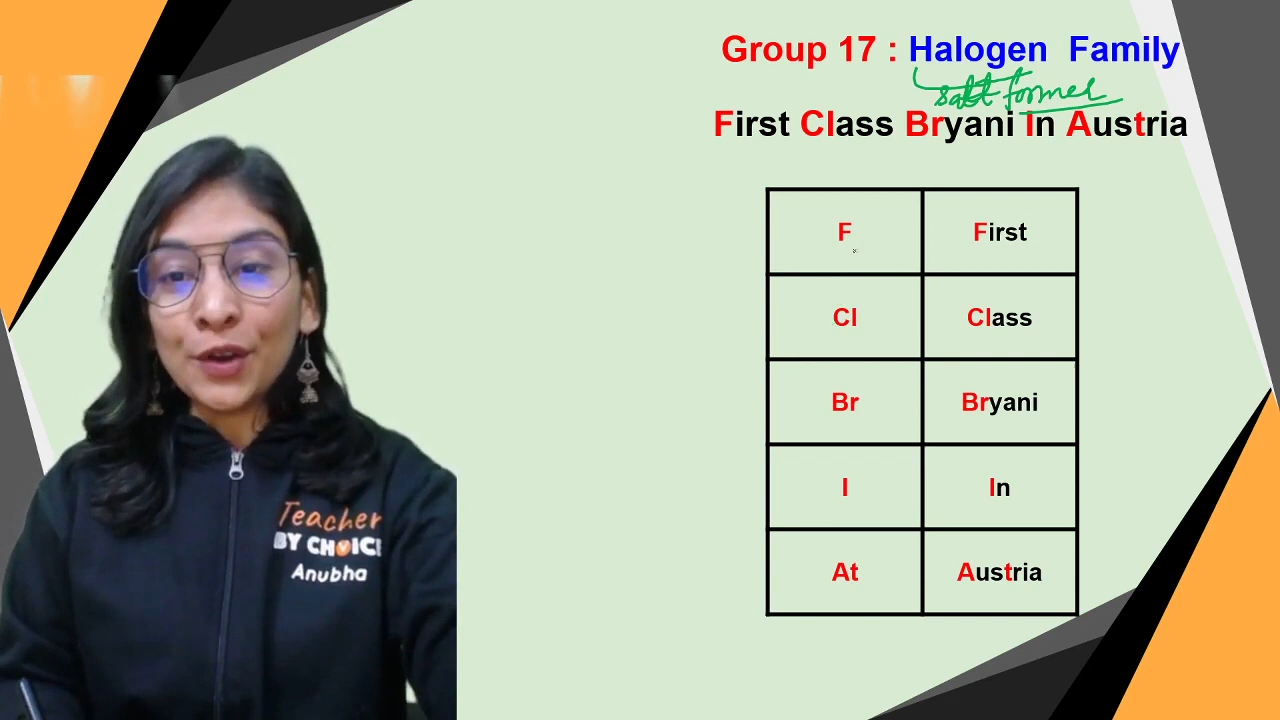 Group 17 : Halogen Family
salt former
First Class Bryani In Austria
F First
Cl Class
Br Bryani
I In
At Austria
Teacher
BY CHOICE
Anubha